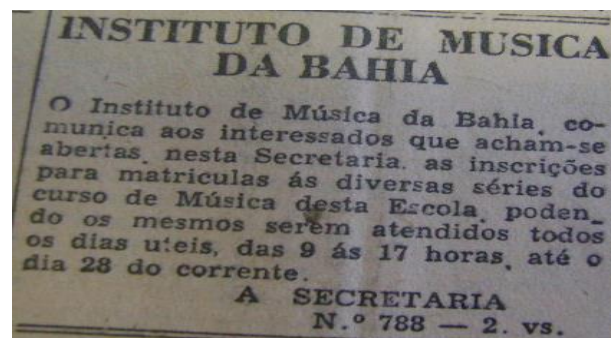 INSTITUTO DE MUSICA
DA BAHIA
O Instituto de Música da Bahia, co-
munica aos interessados que acham-se
abertas, nesta Secretaria. as inscrições
para matriculas ás diversas séries do
curso de Música desta Escola, poden_
do os mesmos serem atendidos todos
os dias uteis, das 9 ás 17 horas, até o
dia 28 do corrente.
A SECRETARIA
N.º 788 — 2. vs.